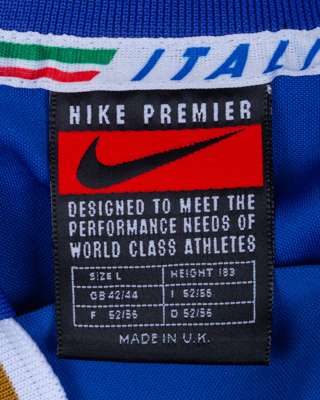 ITALI
NIKE PREMIER
DESIGNED TO MEET THE
PERFORMANCE NEEDS OF
WORLD CLASS ATHLETES
SIZE L HEIGHT 183
GB 42/44 I 52/56
F 52/56 D 52/56
MADE IN U.K.